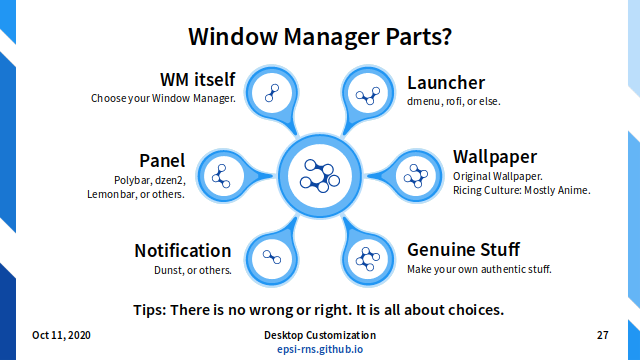 Window Manager Parts?
WM itself
Choose your Window Manager.
Launcher
dmenu, rofi, or else.
Panel
Polybar, dzen2,
Lemonbar, or others.
Wallpaper
Original Wallpaper.
Ricing Culture: Mostly Anime.
Notification
Dunst, or others.
Genuine Stuff
Make your own authentic stuff.
Tips: There is no wrong or right. It is all about choices.
Oct 11, 2020
Desktop Customization
epsi-rns.github.io
27